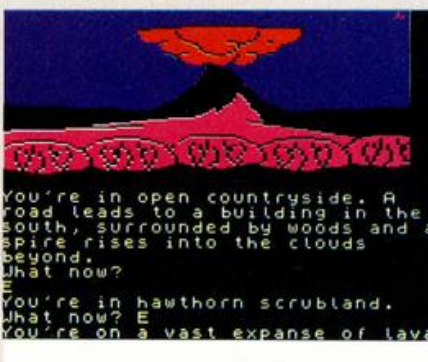 You're in open countryside. A
road leads to a building in the
south, surrounded by woods and a
spire rises into the clouds
beyond.
What now?
E
You're in hawthorn scrubland.
What now? E
You're on a vast expanse of lava